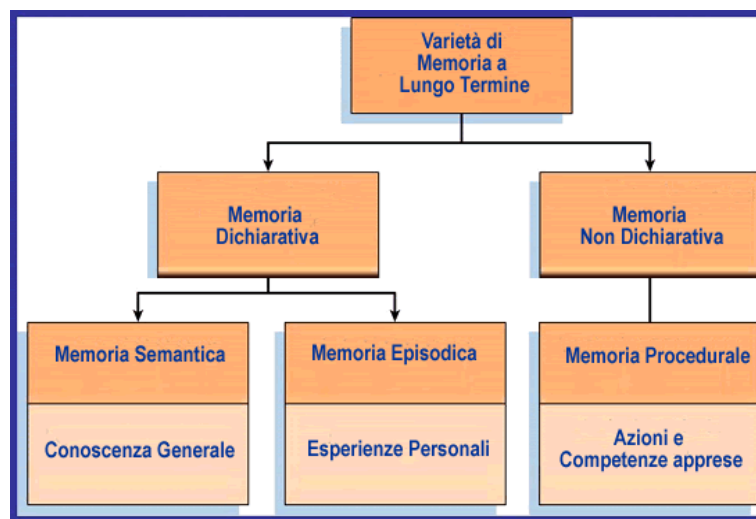 Varietà di
Memoria a
Lungo Termine
Memoria
Dichiarativa
Memoria
Non Dichiarativa
Memoria Semantica
Memoria Episodica
Memoria Procedurale
Conoscenza Generale
Esperienze Personali
Azioni e
Competenze apprese